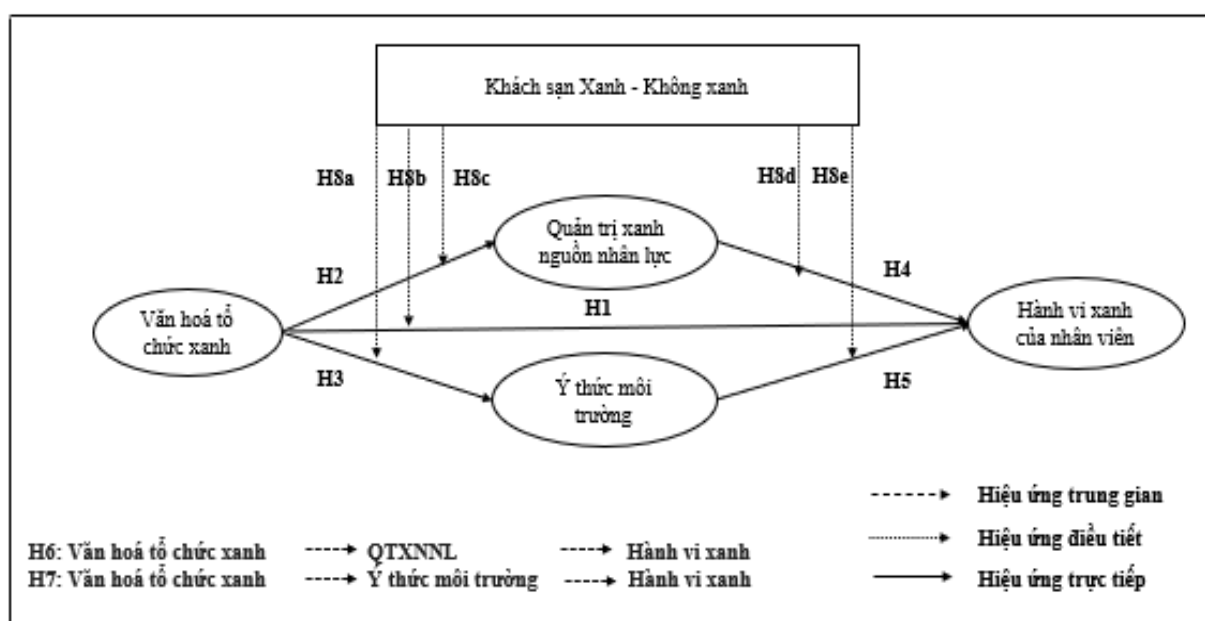 Khách sạn Xanh - Không xanh
H8a
H8b
H8c
H8d
H8e
Quản trị xanh
nguồn nhân lực
H2
H4
H1
Văn hoá tổ
chức xanh
Hành vi xanh
của nhân viên
H3
H5
Ý thức môi
trường
Hiệu ứng trung gian
Hiệu ứng điều tiết
Hiệu ứng trực tiếp
H6: Văn hoá tổ chức xanh QTXNNL Hành vi xanh
H7: Văn hoá tổ chức xanh Ý thức môi trường Hành vi xanh